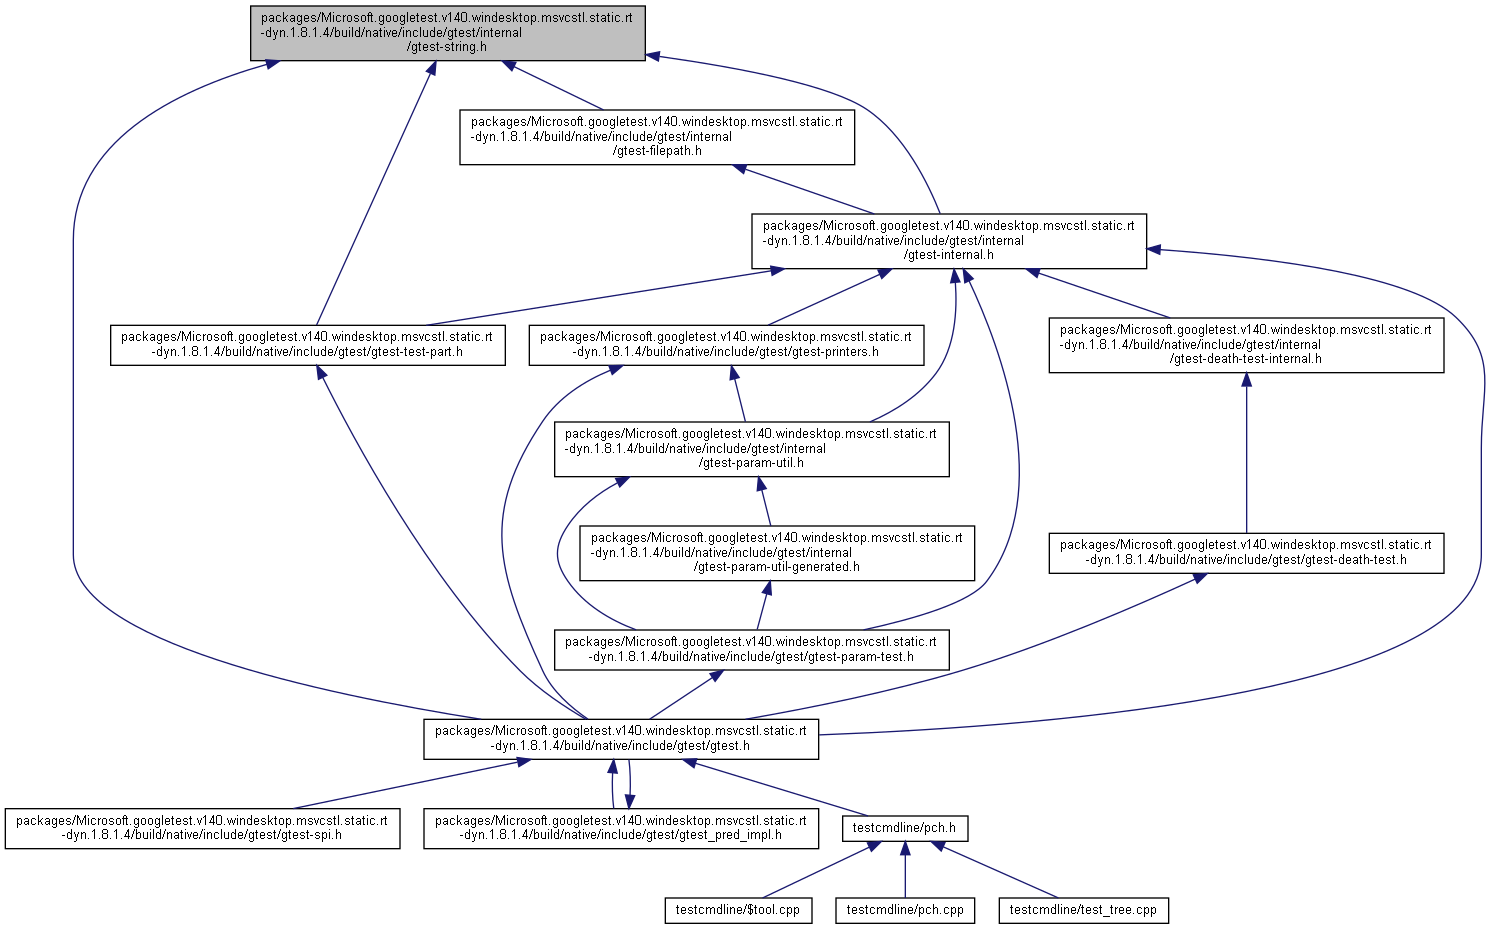 packages/Microsoft.googletest.v140.windesktop.msvcstl.static.rt
-dyn.1.8.1.4/build/native/include/gtest/internal
/gtest-string.h
packages/Microsoft.googletest.v140.windesktop.msvcstl.static.rt
-dyn.1.8.1.4/build/native/include/gtest/internal
/gtest-filepath.h
packages/Microsoft.googletest.v140.windesktop.msvcstl.static.rt
-dyn.1.8.1.4/build/native/include/gtest/internal
/gtest-internal.h
packages/Microsoft.googletest.v140.windesktop.msvcstl.static.rt
-dyn.1.8.1.4/build/native/include/gtest/gtest-test-part.h
packages/Microsoft.googletest.v140.windesktop.msvcstl.static.rt
-dyn.1.8.1.4/build/native/include/gtest/gtest-printers.h
packages/Microsoft.googletest.v140.windesktop.msvcstl.static.rt
-dyn.1.8.1.4/build/native/include/gtest/internal
/gtest-death-test-internal.h
packages/Microsoft.googletest.v140.windesktop.msvcstl.static.rt
-dyn.1.8.1.4/build/native/include/gtest/internal
/gtest-param-util.h
packages/Microsoft.googletest.v140.windesktop.msvcstl.static.rt
-dyn.1.8.1.4/build/native/include/gtest/internal
/gtest-param-util-generated.h
packages/Microsoft.googletest.v140.windesktop.msvcstl.static.rt
-dyn.1.8.1.4/build/native/include/gtest/gtest-death-test.h
packages/Microsoft.googletest.v140.windesktop.msvcstl.static.rt
-dyn.1.8.1.4/build/native/include/gtest/gtest-param-test.h
packages/Microsoft.googletest.v140.windesktop.msvcstl.static.rt
-dyn.1.8.1.4/build/native/include/gtest/gtest.h
packages/Microsoft.googletest.v140.windesktop.msvcstl.static.rt
-dyn.1.8.1.4/build/native/include/gtest/gtest-spi.h
packages/Microsoft.googletest.v140.windesktop.msvcstl.static.rt
-dyn.1.8.1.4/build/native/include/gtest/gtest_pred_impl.h
testcmdline/pch.h
testcmdline/$tool.cpp
testcmdline/pch.cpp
testcmdline/test_tree.cpp